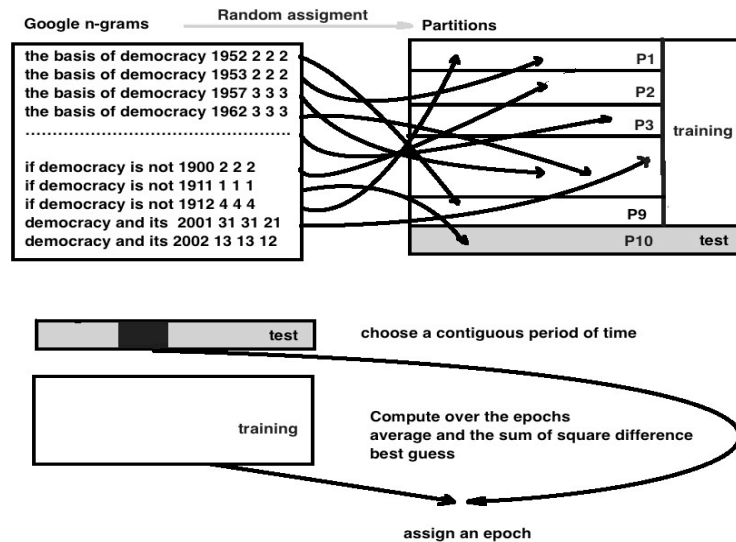 Google n-grams
Random assigment
Partitions
the basis of democracy 1952 2 2 2
the basis of democracy 1953 2 2 2
the basis of democracy 1957 3 3 3
the basis of democracy 1962 3 3 3
if democracy is not 1900 2 2 2
if democracy is not 1911 1 1 1
if democracy is not 1912 4 4 4
democracy and its 2001 31 31 21
democracy and its 2002 13 13 12
P1
P2
P3
training
P9
P10
test
test
choose a contiguous period of time
training
Compute over the epochs
average and the sum of square difference
best guess
assign an epoch